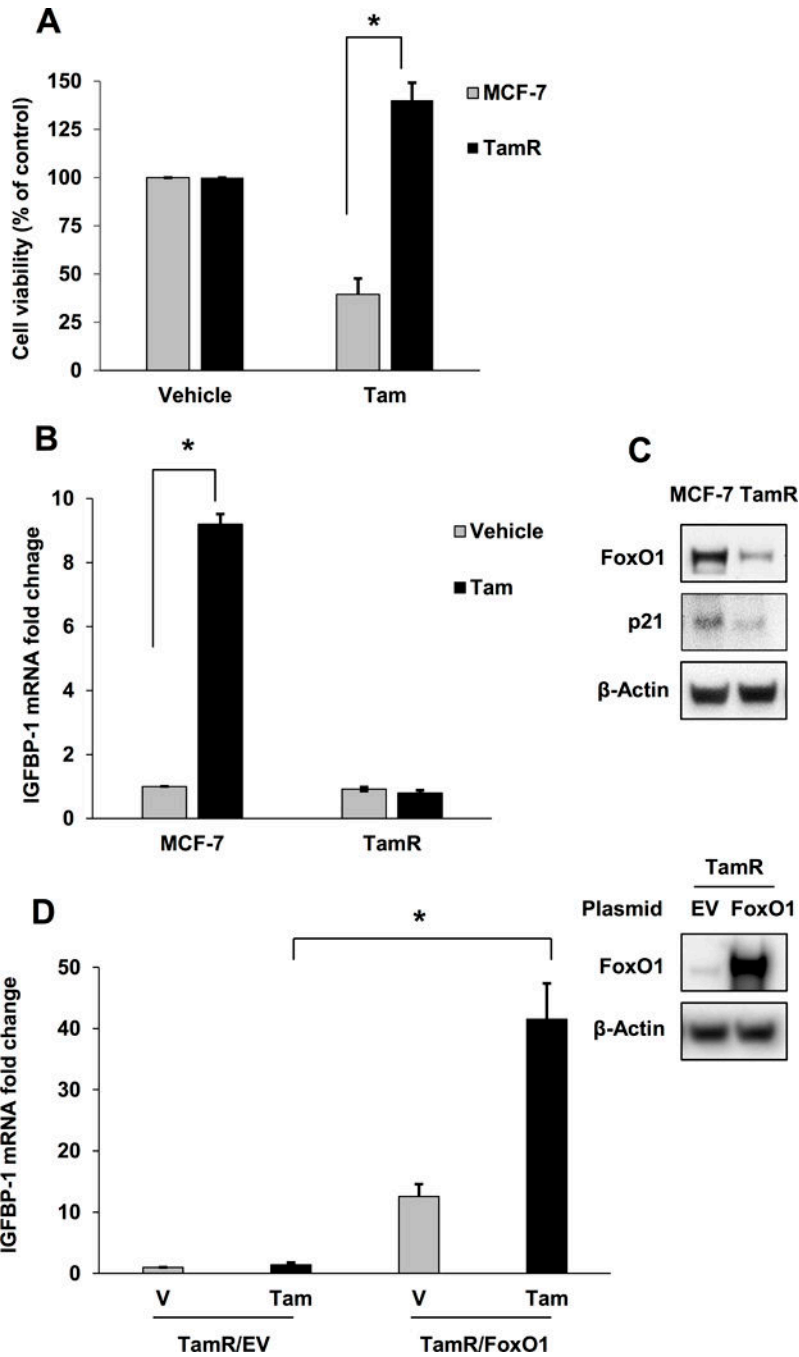 A
*
Cell viability (% of control)
150
125
100
75
50
25
0
MCF-7
TamR
Vehicle
Tam
B
*
IGFBP-1 mRNA fold chnage
10
8
6
4
2
0
Vehicle
Tam
MCF-7
TamR
C
MCF-7 TamR
FoxO1
p21
β-Actin
D
*
IGFBP-1 mRNA fold change
50
40
30
20
10
0
V
Tam
V
Tam
TamR/EV
TamR/FoxO1
TamR
Plasmid EV FoxO1
FoxO1
β-Actin